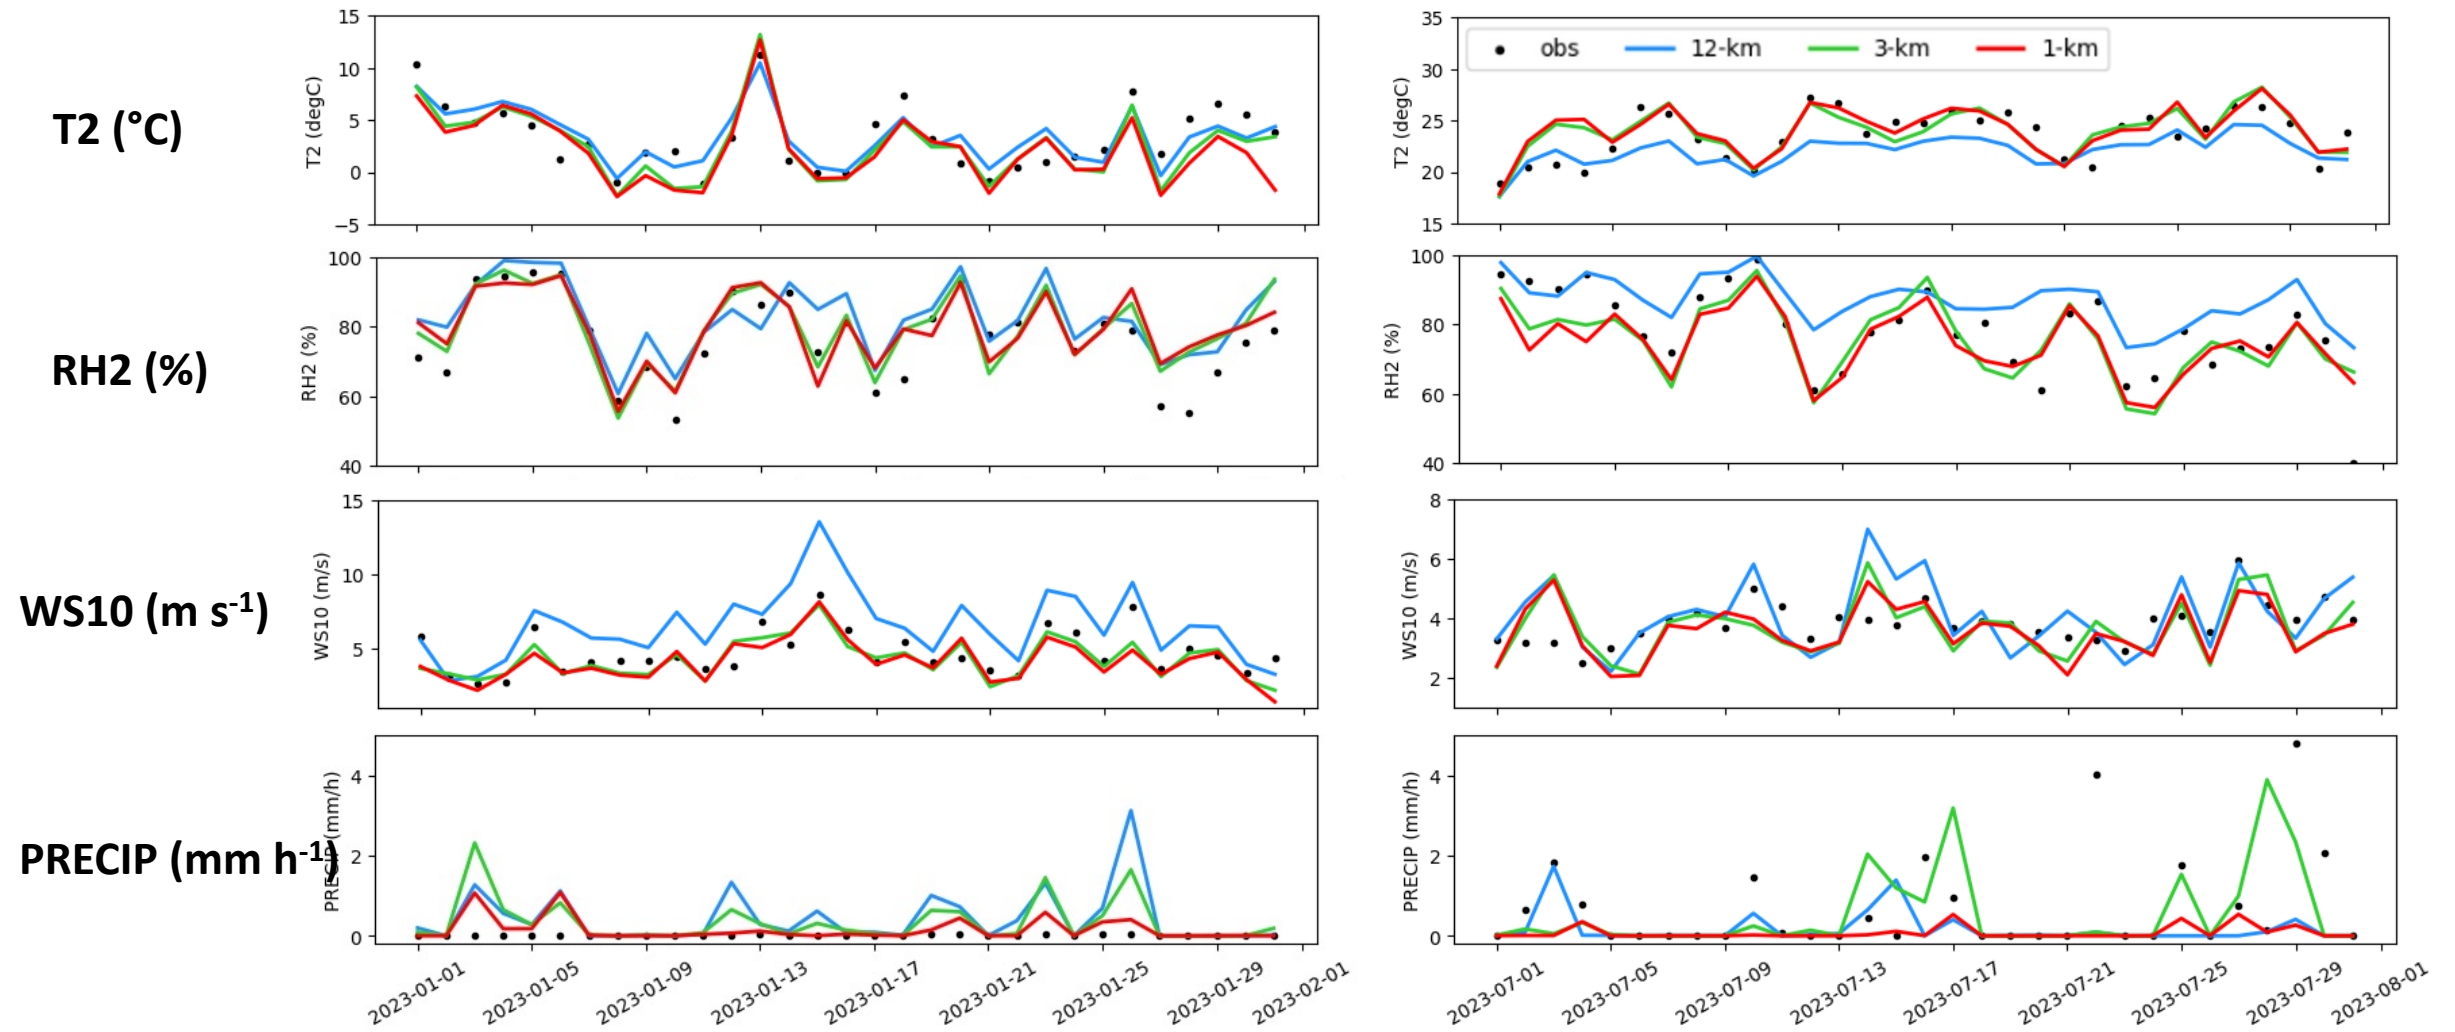 T2 (°C)
15
10
5
0
−5
T2 (degC)
35
30
25
20
15
T2 (degC)
obs 12-km 3-km 1-km
RH2 (%)
100
80
60
40
RH2 (%)
100
80
60
40
RH2 (%)
WS10 (m s-1)
15
10
5
WS10 (m/s)
8
6
4
2
WS10 (m/s)
PRECIP (mm h-1)
4
2
0
PRECIP (mm/h)
4
2
0
PRECIP (mm/h)
2023-01-01 2023-01-05 2023-01-09 2023-01-13 2023-01-17 2023-01-21 2023-01-25 2023-01-29 2023-02-01
2023-07-01 2023-07-05 2023-07-09 2023-07-13 2023-07-17 2023-07-21 2023-07-25 2023-07-29 2023-08-01